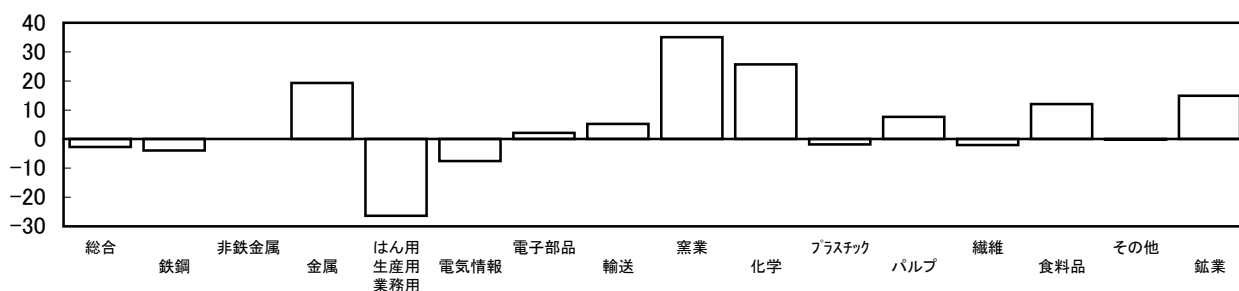 40
30
20
10
0
-10
-20
-30
総合
鉄鋼
非鉄金属
金属
はん用
生産用
業務用
電気情報
電子部品
輸送
窯業
化学
ﾌﾟﾗｽﾁｯｸ
パルプ
繊維
食料品
その他
鉱業